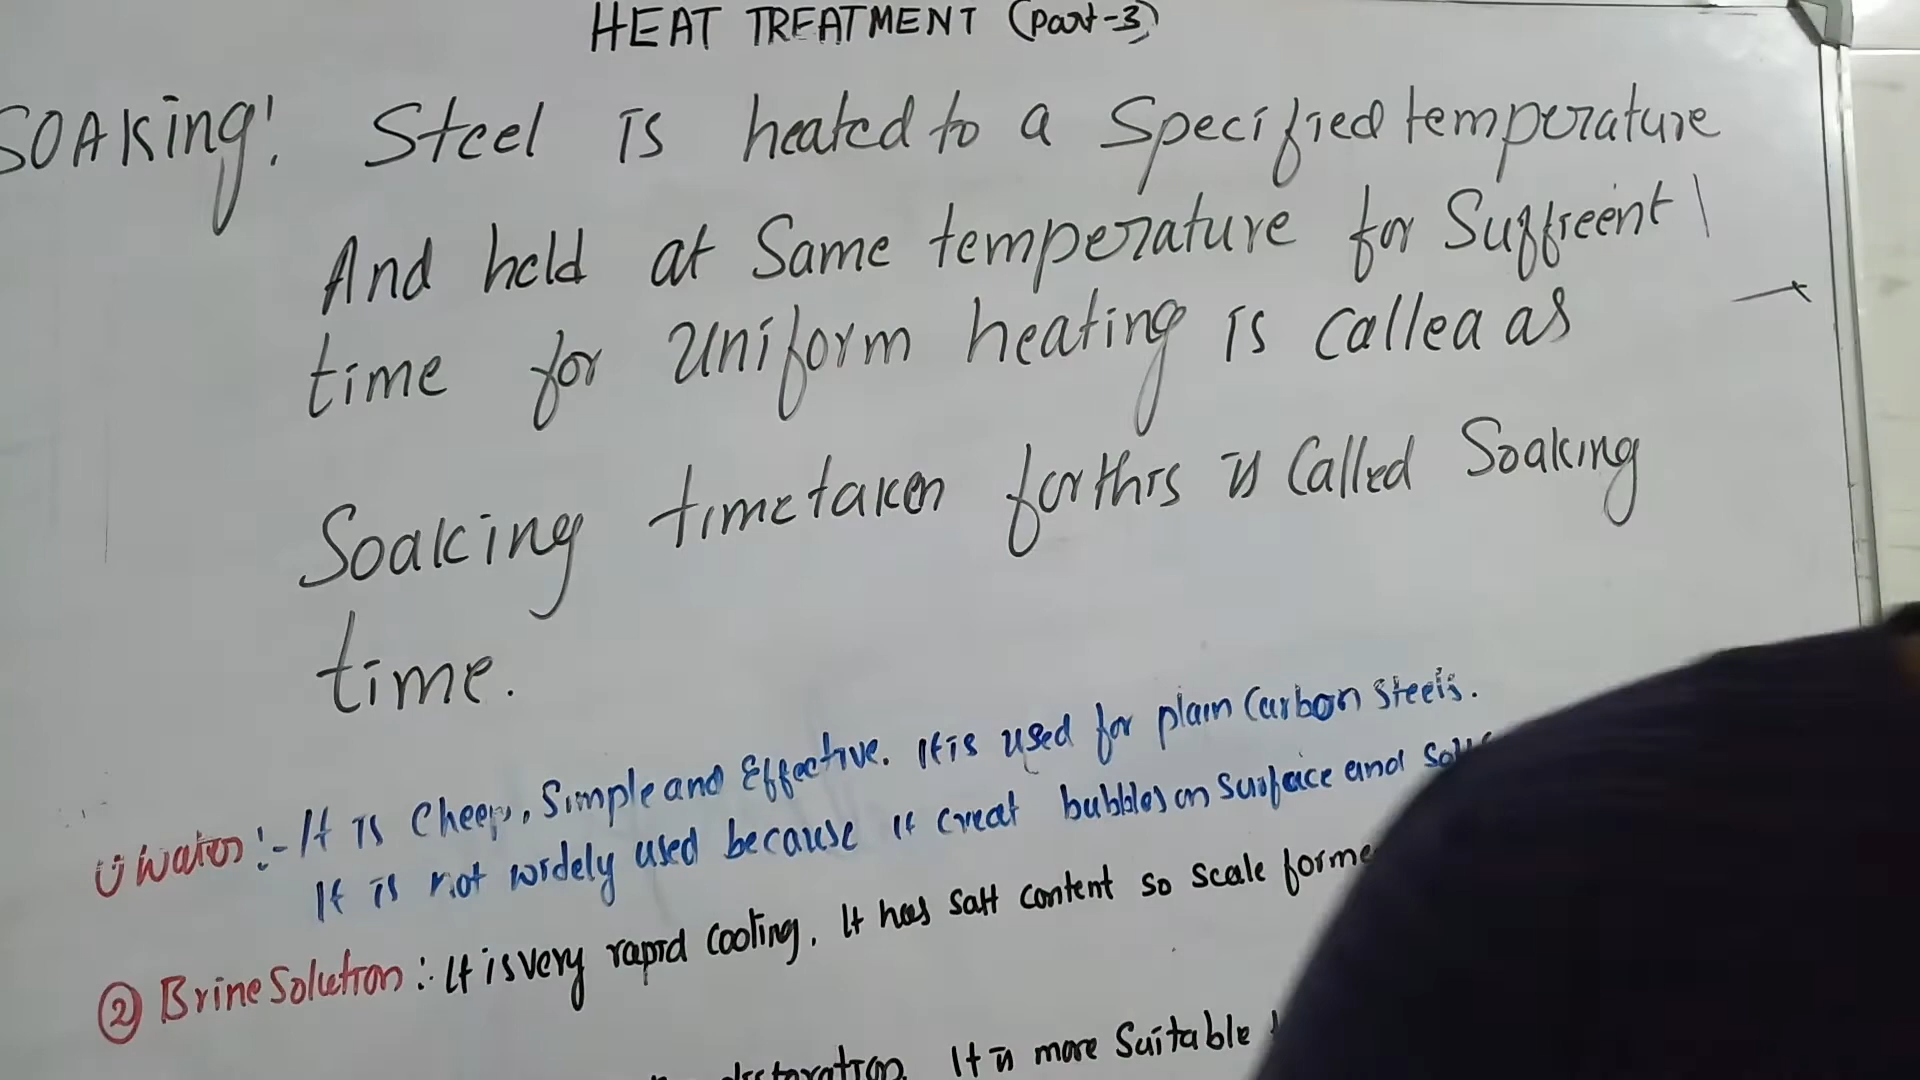 HEAT TREATMENT (part-3)
SOAKing: Steel is heated to a Specified temperature
And held at Same temperature for Suffieent
time for uniform heating is called as
Soaking time taken for this is Called Soaking
time.
Water :- It is Cheep, Simple and Effective. It is used for plain Carbon Steels.
It is not widely used because it creat bubbles on Surface and
② Brine Solution :- It is very rapid cooling. It has salt content so scale
It is more Suitable